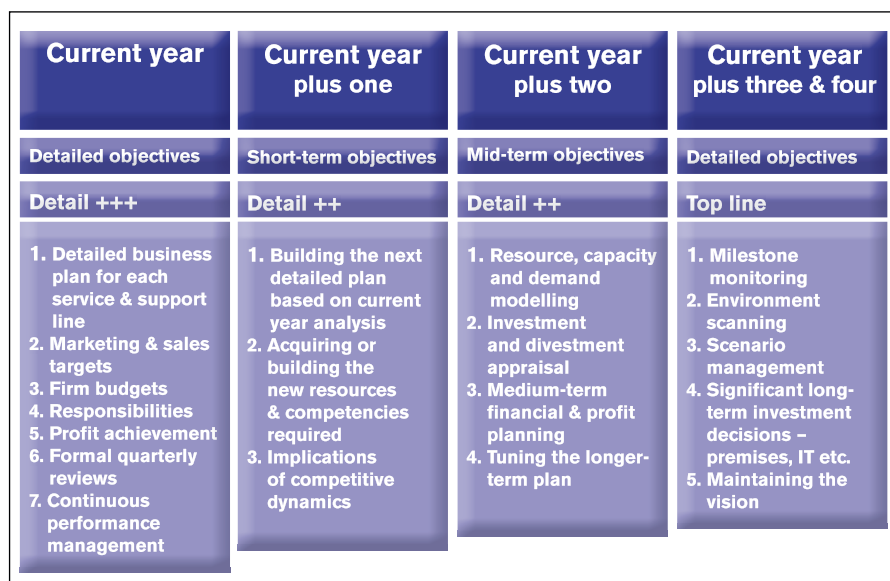 Current year
Detailed objectives
Detail +++
1. Detailed business
plan for each
service & support
line
2. Marketing & sales
targets
3. Firm budgets
4. Responsibilities
5. Profit achievement
6. Formal quarterly
reviews
7. Continuous
performance
management
Current year
plus one
Short-term objectives
Detail ++
1. Building the next
detailed plan
based on current
year analysis
2. Acquiring or
building the
new resources
& competencies
required
3. Implications
of competitive
dynamics
Current year
plus two
Mid-term objectives
Detail ++
1. Resource, capacity
and demand
modelling
2. Investment
and divestment
appraisal
3. Medium-term
financial & profit
planning
4. Tuning the longer-
term plan
Current year
plus three & four
Detailed objectives
Top line
1. Milestone
monitoring
2. Environment
scanning
3. Scenario
management
4. Significant long-
term investment
decisions –
premises, IT etc.
5. Maintaining the
vision